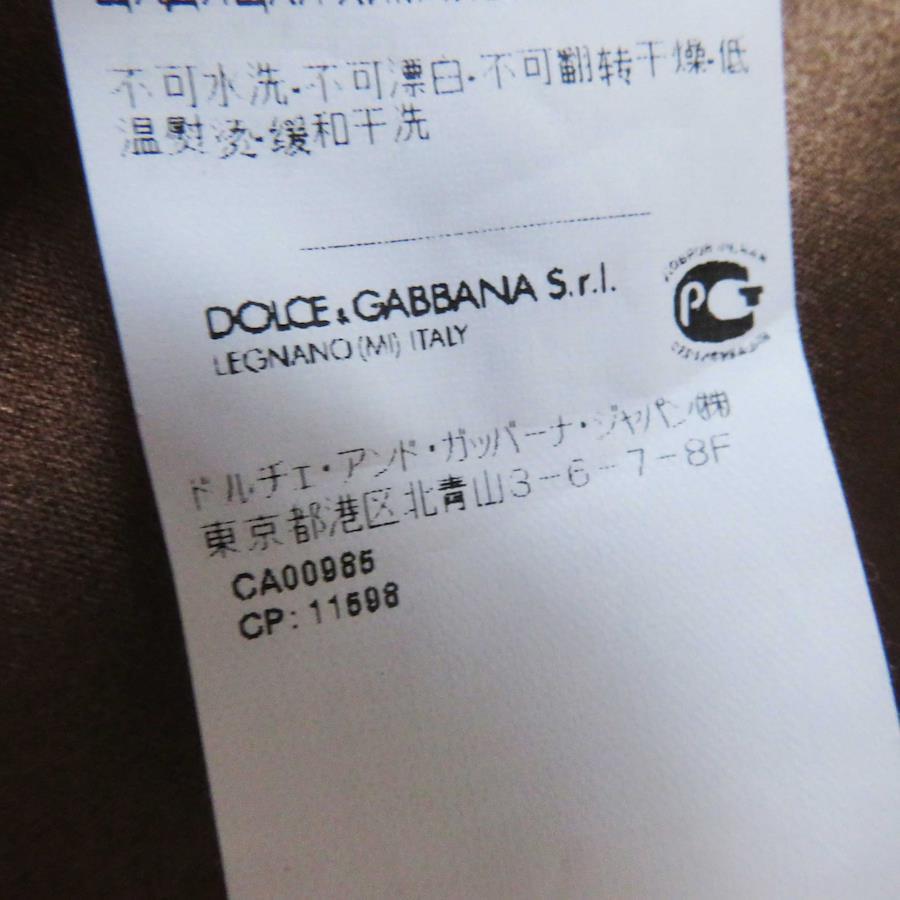 不可水洗·不可漂白·不可翻转干燥·低
温熨烫·缓和干洗
DOLCE & GABBANA S.r.l.
LEGNANO (MI) ITALY
РСТ
ドルチェ・アンド・ガッバーナ・ジャパン㈱
東京都港区北青山3-6-7-8F
CA00985
CP: 11598